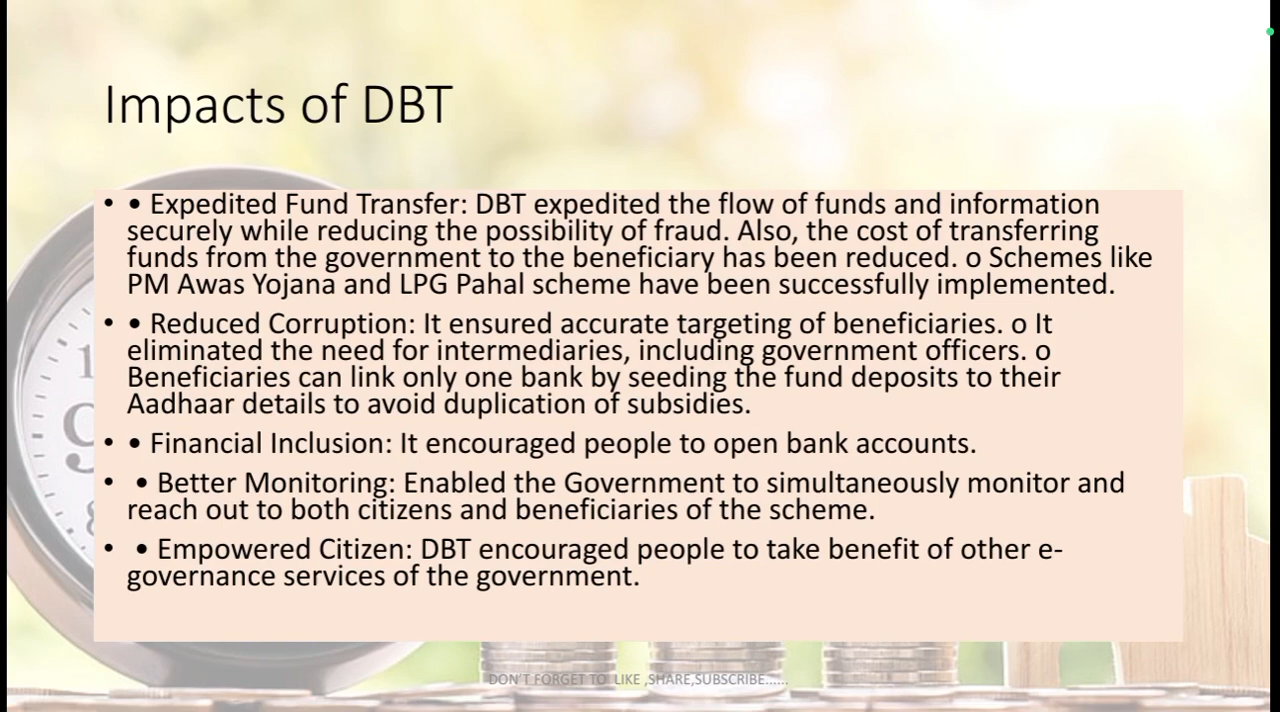 Impacts of DBT
• • Expedited Fund Transfer: DBT expedited the flow of funds and information
securely while reducing the possibility of fraud. Also, the cost of transferring
funds from the government to the beneficiary has been reduced. o Schemes like
PM Awas Yojana and LPG Pahal scheme have been successfully implemented.
• • Reduced Corruption: It ensured accurate targeting of beneficiaries. o It
eliminated the need for intermediaries, including government officers. o
Beneficiaries can link only one bank by seeding the fund deposits to their
Aadhaar details to avoid duplication of subsidies.
• • Financial Inclusion: It encouraged people to open bank accounts.
• • Better Monitoring: Enabled the Government to simultaneously monitor and
reach out to both citizens and beneficiaries of the scheme.
• • Empowered Citizen: DBT encouraged people to take benefit of other e-
governance services of the government.
DON'T FORGET TO LIKE ,SHARE,SUBSCRIBE......